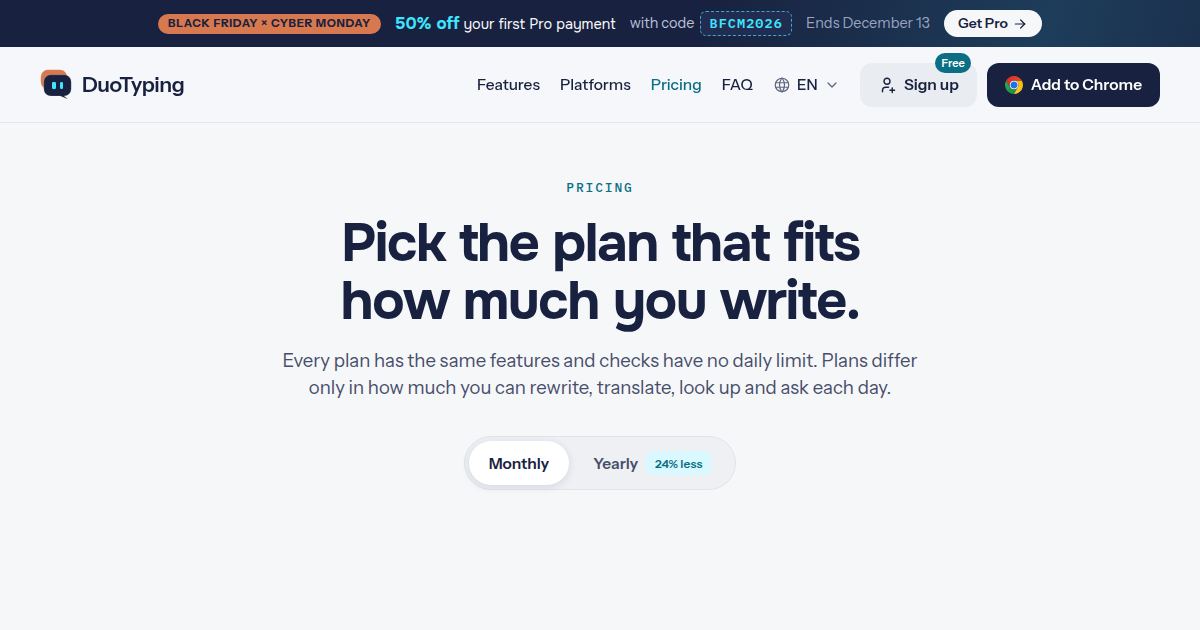 BLACK FRIDAY × CYBER MONDAY 50% off your first Pro payment with code BFCM2026 Ends December 13 Get Pro →
Free
DuoTyping Features Platforms Pricing FAQ EN Sign up Add to Chrome
PRICING
Pick the plan that fits
how much you write.
Every plan has the same features and checks have no daily limit. Plans differ
only in how much you can rewrite, translate, look up and ask each day.
Monthly Yearly 24% less